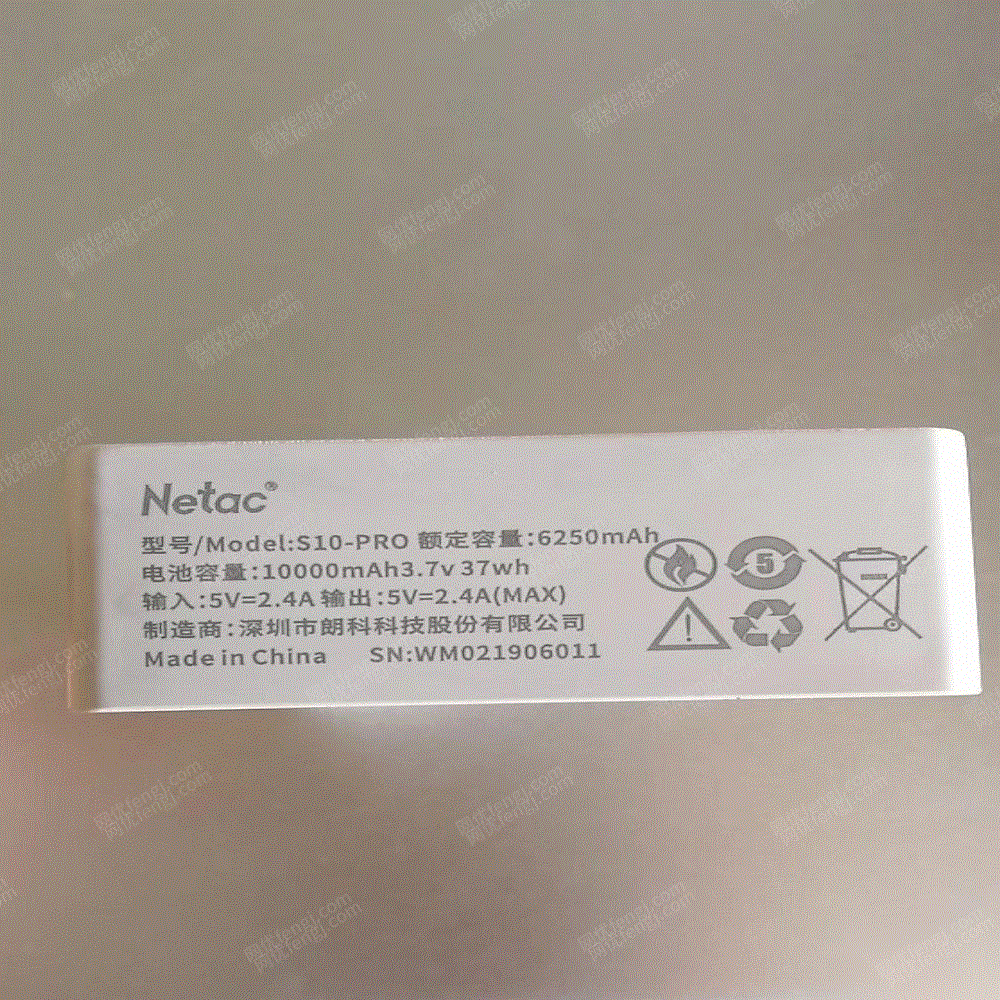 Netac®
型号/Model:S10-PRO 额定容量:6250mAh
电池容量:10000mAh3.7v 37wh
输入:5V=2.4A 输出:5V=2.4A(MAX)
制造商:深圳市朗科科技股份有限公司
Made in China SN:WM021906011
5